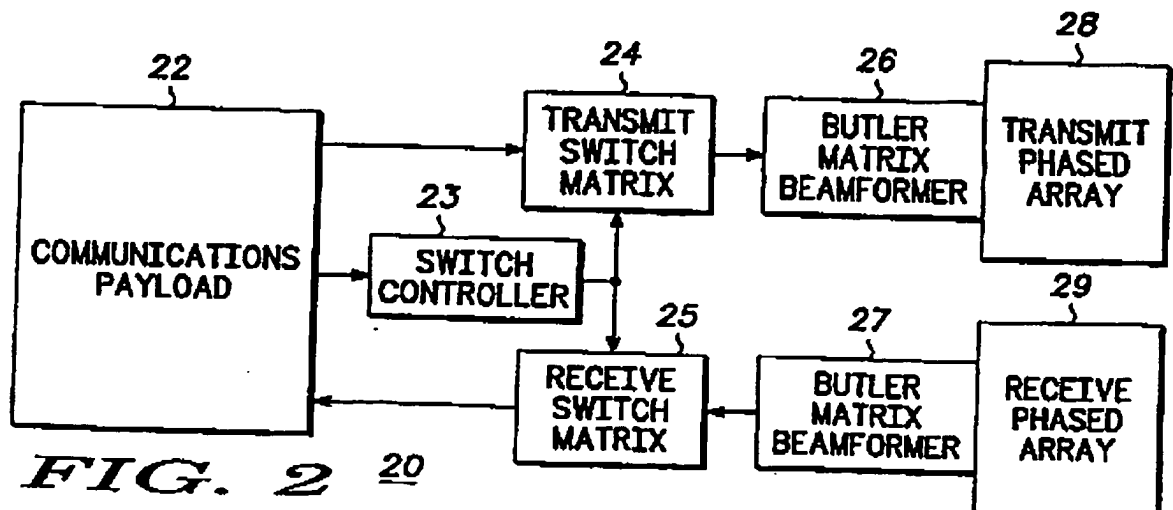 22
COMMUNICATIONS
PAYLOAD
23
SWITCH
CONTROLLER
24
TRANSMIT
SWITCH
MATRIX
25
RECEIVE
SWITCH
MATRIX
26
BUTLER
MATRIX
BEAMFORMER
27
BUTLER
MATRIX
BEAMFORMER
28
TRANSMIT
PHASED
ARRAY
29
RECEIVE
PHASED
ARRAY
FIG. 2 20